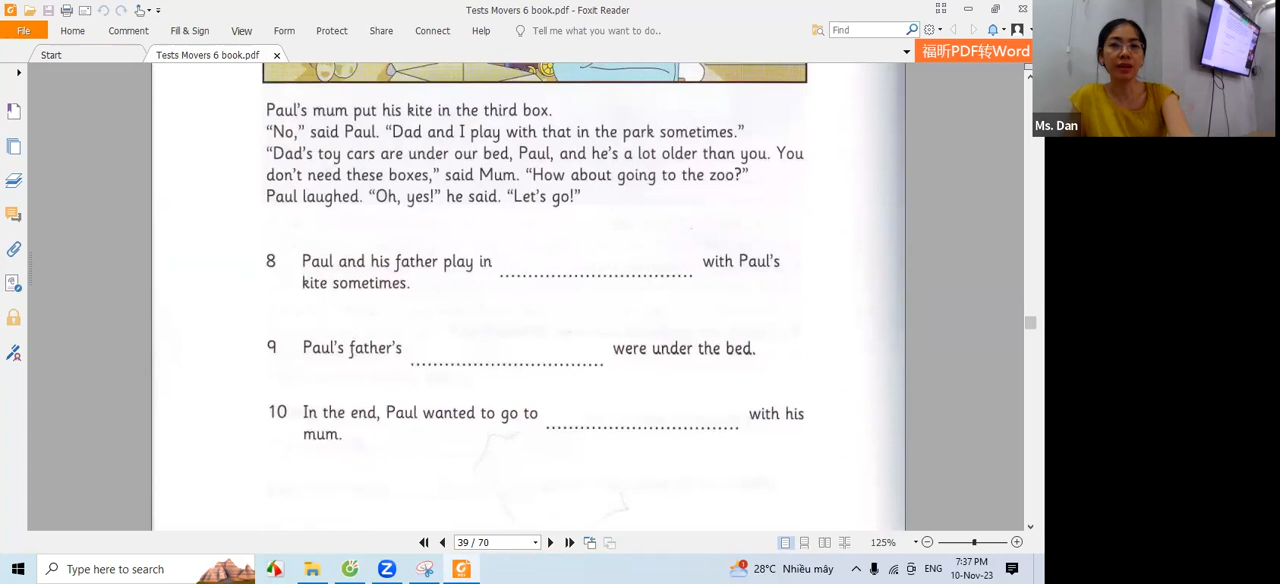 Tests Movers 6 book.pdf - Foxit Reader
File Home Comment Fill & Sign View Form Protect Share Connect Help Tell me what you want to do.. Find
Start Tests Movers 6 book.pdf 福昕PDF转Word
Ms. Dan
Paul's mum put his kite in the third box.
“No,” said Paul. “Dad and I play with that in the park sometimes.”
“Dad's toy cars are under our bed, Paul, and he's a lot older than you. You
don't need these boxes,” said Mum. “How about going to the zoo?”
Paul laughed. “Oh, yes!” he said. “Let's go!”
8 Paul and his father play in ................................ with Paul's
kite sometimes.
9 Paul's father's ................................ were under the bed.
10 In the end, Paul wanted to go to ................................ with his
mum.
39 / 70 125%
Type here to search 28°C Nhiều mây ENG 7:37 PM
10-Nov-23